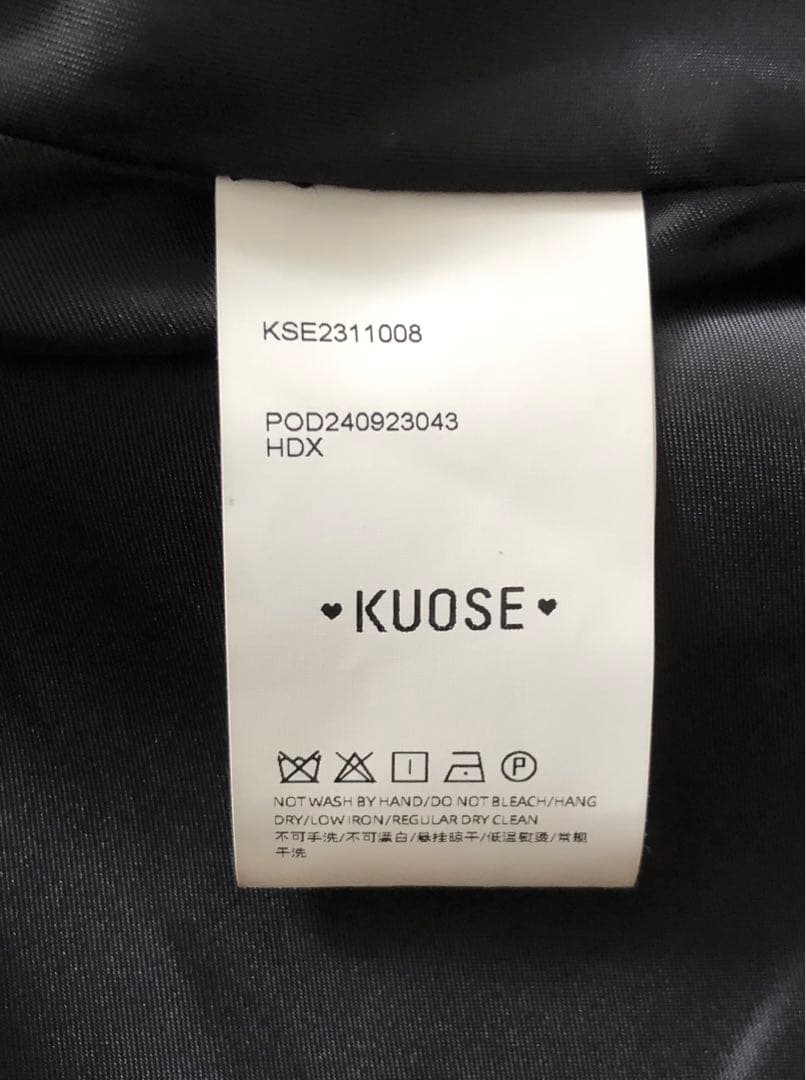 KSE2311008
POD240923043
HDX
♥KUOSE♥
NOT WASH BY HAND/DO NOT BLEACH/HANG
DRY/LOW IRON/REGULAR DRY CLEAN
不可手洗/不可漂白/悬挂晾干/低温熨烫/常规
干洗